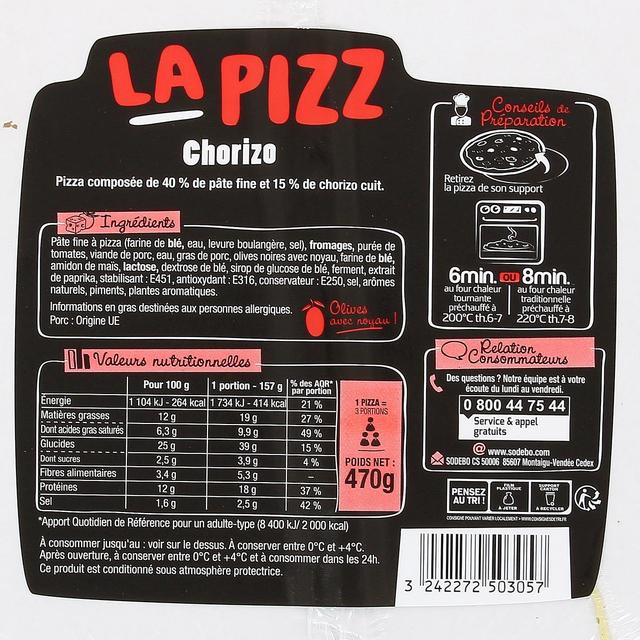 LA PIZZ
Chorizo
Pizza composée de 40 % de pâte fine et 15 % de chorizo cuit.
Ingrédients
Pâte fine à pizza (farine de blé, eau, levure boulangère, sel), fromages, purée de
tomates, viande de porc, eau, gras de porc, olives noires avec noyau, farine de blé,
amidon de maïs, lactose, dextrose de blé, sirop de glucose de blé, ferment, extrait
de paprika, stabilisant : E451, antioxydant : E316, conservateur : E250, sel, arômes
naturels, piments, plantes aromatiques.
Informations en gras destinées aux personnes allergiques.
Porc : Origine UE
Olives
avec noyau !
Valeurs nutritionnelles
Pour 100 g 1 portion - 157 g % des AQR* par portion
Energie 1 104 kJ - 264 kcal 1 734 kJ - 414 kcal 21 %
Matières grasses 12 g 19 g 27 %
Dont acides gras saturés 6,3 g 9,9 g 49 %
Glucides 25 g 39 g 15 %
Dont sucres 2,5 g 3,9 g 4 %
Fibres alimentaires 3,4 g 5,3 g
Protéines 12 g 18 g 37 %
Sel 1,6 g 2,5 g 42 %
1 PIZZA =
3 PORTIONS
POIDS NET :
470g
*Apport Quotidien de Référence pour un adulte-type (8 400 kJ/ 2 000 kcal)
À consommer jusqu'au : voir sur le dessus. À conserver entre 0°C et +4°C.
Après ouverture, à conserver entre 0°C et +4°C et à consommer dans les 24h.
Ce produit est conditionné sous atmosphère protectrice.
Conseils de
Préparation
Retirez
la pizza de son support
6min. ou 8min.
au four chaleur tournante préchauffé à 200°C th.6-7
au four chaleur traditionnelle préchauffé à 220°C th.7-8
Relation
Consommateurs
Des questions ? Notre équipe est à votre
écoute du lundi au vendredi.
0 800 44 75 44
Service & appel
gratuits
@ www.sodebo.com
SODEBO CS 50006 85607 Montaigu-Vendée Cedex
PENSEZ
AU TRI !
FILM
PLASTIQUE
À JETER
SUPPORT
CARTON
À RECYCLER
CONSIGNE POUVANT VARIER LOCALEMENT > WWW.CONSIGNESDETRI.FR
3 242272 503057